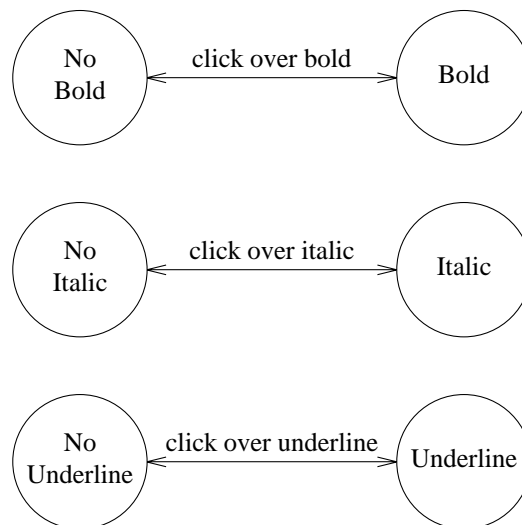 No
Bold
click over bold
Bold
No
Italic
click over italic
Italic
No
Underline
click over underline
Underline